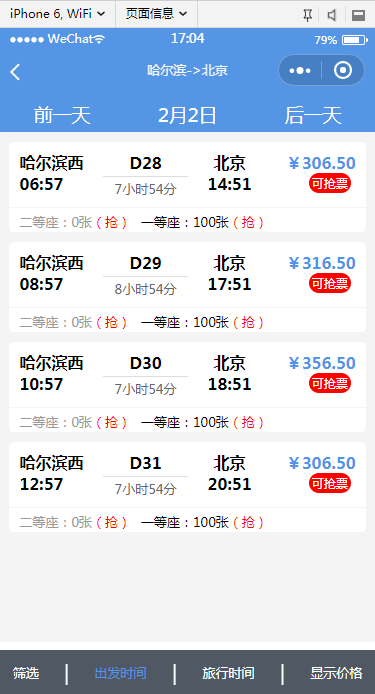 iPhone 6, WiFi 页面信息
WeChat 17:04 79%
哈尔滨->北京
前一天 2月2日 后一天
哈尔滨西 D28 北京 ￥306.50
06:57 7小时54分 14:51 可抢票
二等座：0张（抢） 一等座：100张（抢）
哈尔滨西 D29 北京 ￥316.50
08:57 8小时54分 17:51 可抢票
二等座：0张（抢） 一等座：100张（抢）
哈尔滨西 D30 北京 ￥356.50
10:57 7小时54分 18:51 可抢票
二等座：0张（抢） 一等座：100张（抢）
哈尔滨西 D31 北京 ￥306.50
12:57 7小时54分 20:51 可抢票
二等座：0张（抢） 一等座：100张（抢）
筛选 出发时间 旅行时间 显示价格